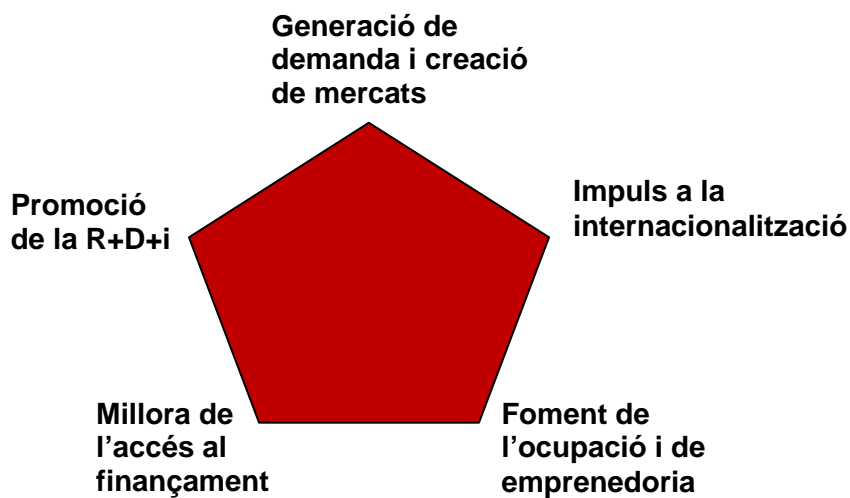 Generació de
demanda i creació
de mercats
Promoció
de la R+D+i
Impuls a la
internacionalització
Millora de
l'accés al
finançament
Foment de
l'ocupació i de
emprenedoria